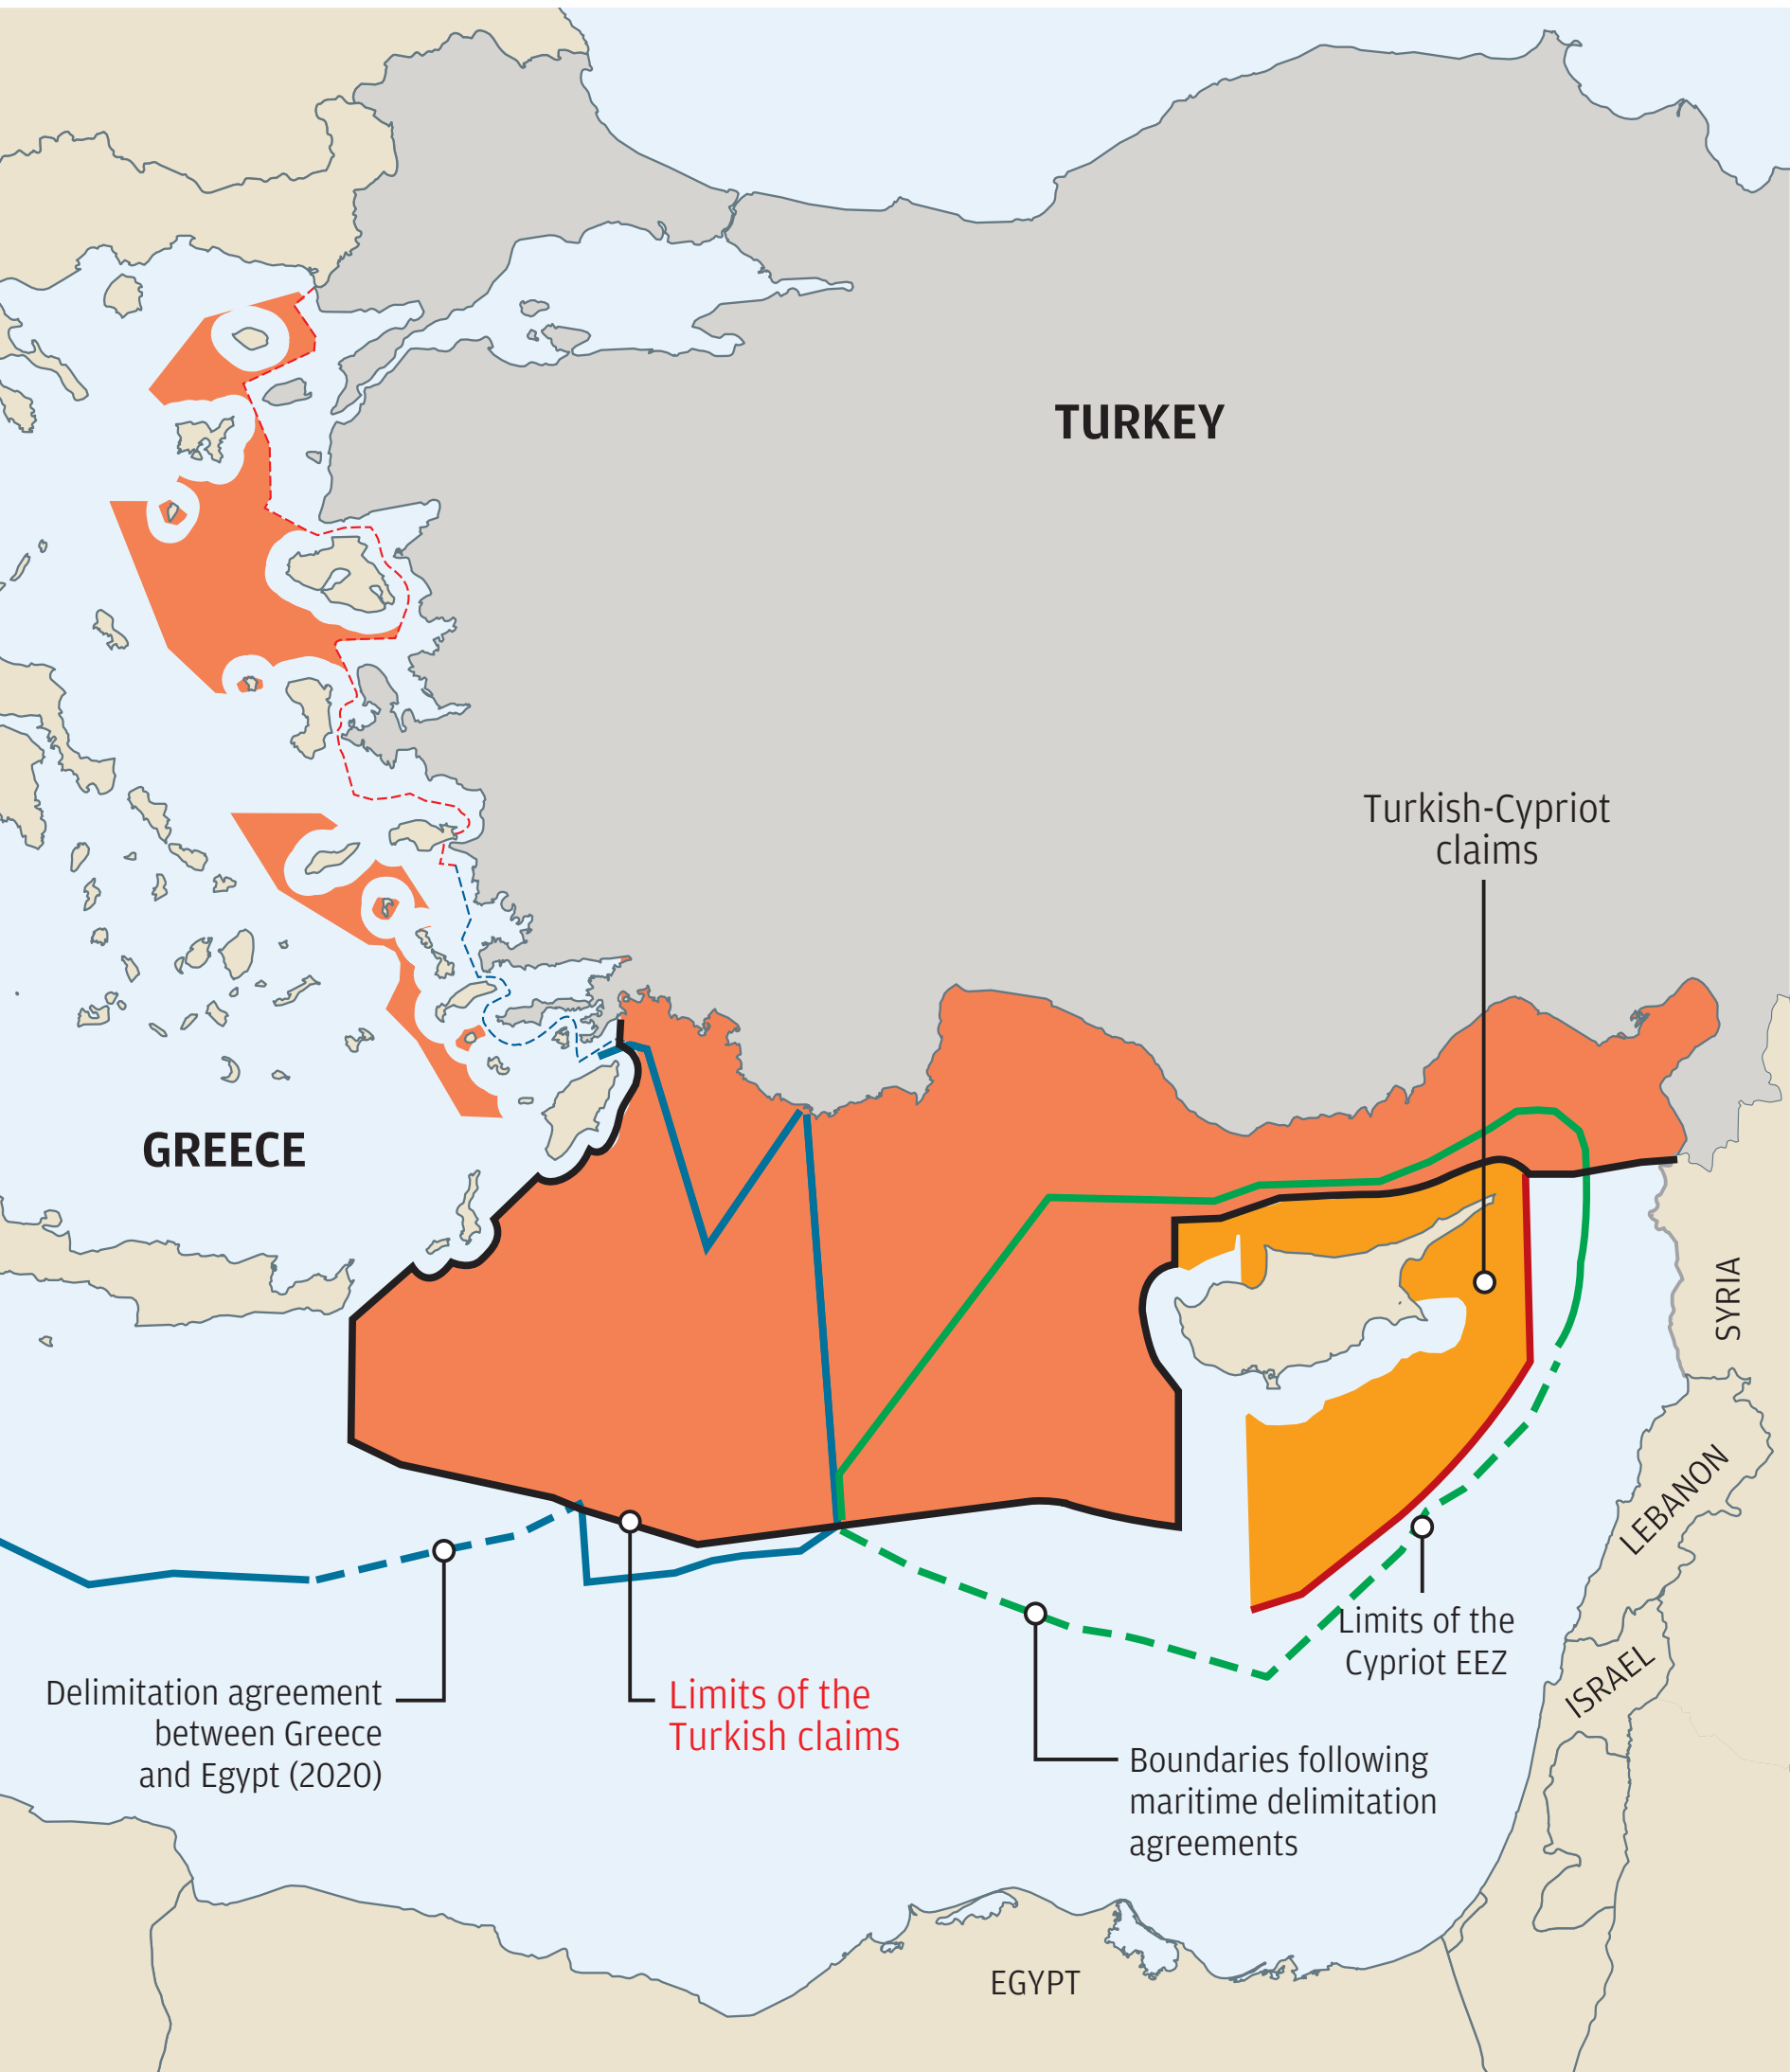 TURKEY
Turkish-Cypriot
claims
GREECE
SYRIA
LEBANON
ISRAEL
Limits of the
Cypriot EEZ
Delimitation agreement
between Greece
and Egypt (2020)
Limits of the
Turkish claims
Boundaries following
maritime delimitation
agreements
EGYPT